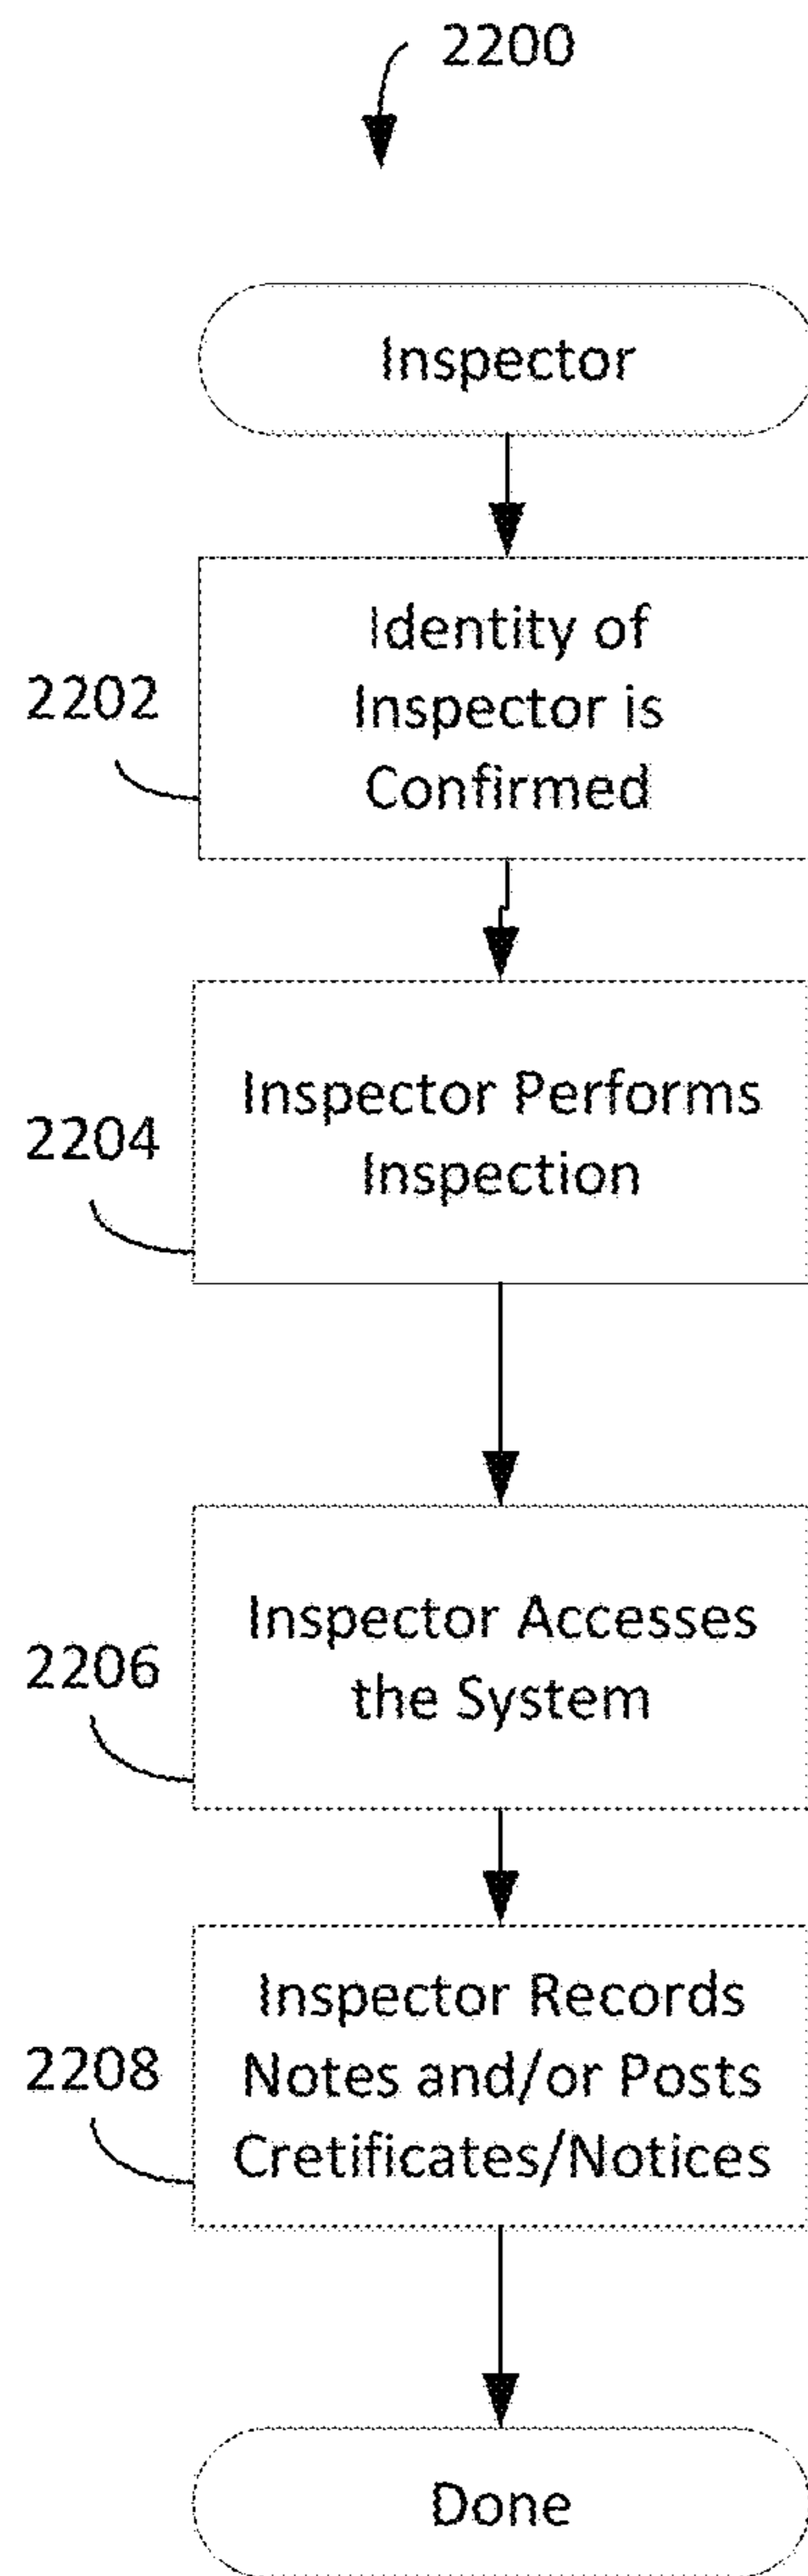 2200
Inspector
Identity of
Inspector is
Confirmed
2202
Inspector Performs
Inspection
2204
Inspector Accesses
the System
2206
Inspector Records
Notes and/or Posts
Cretificates/Notices
2208
Done